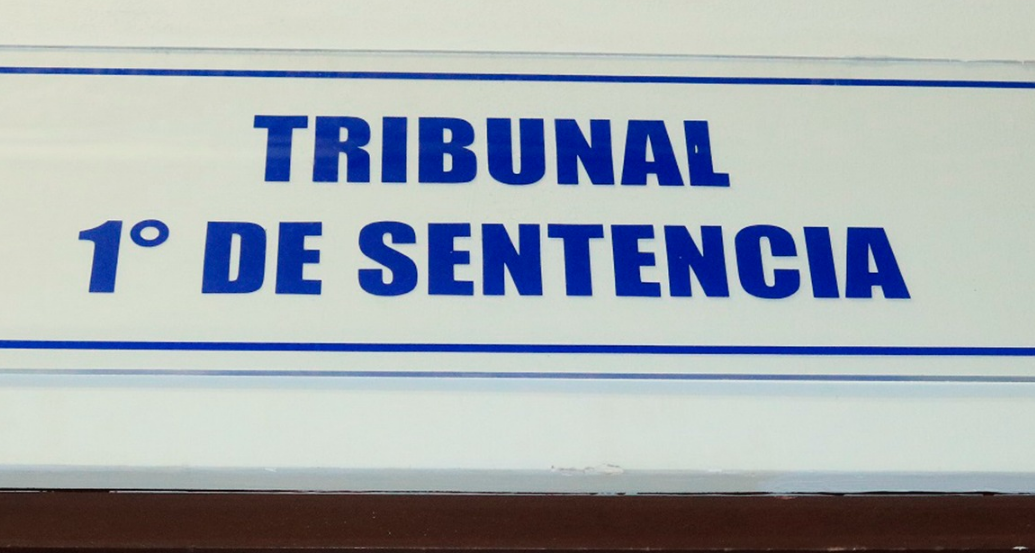 TRIBUNAL
1° DE SENTENCIA